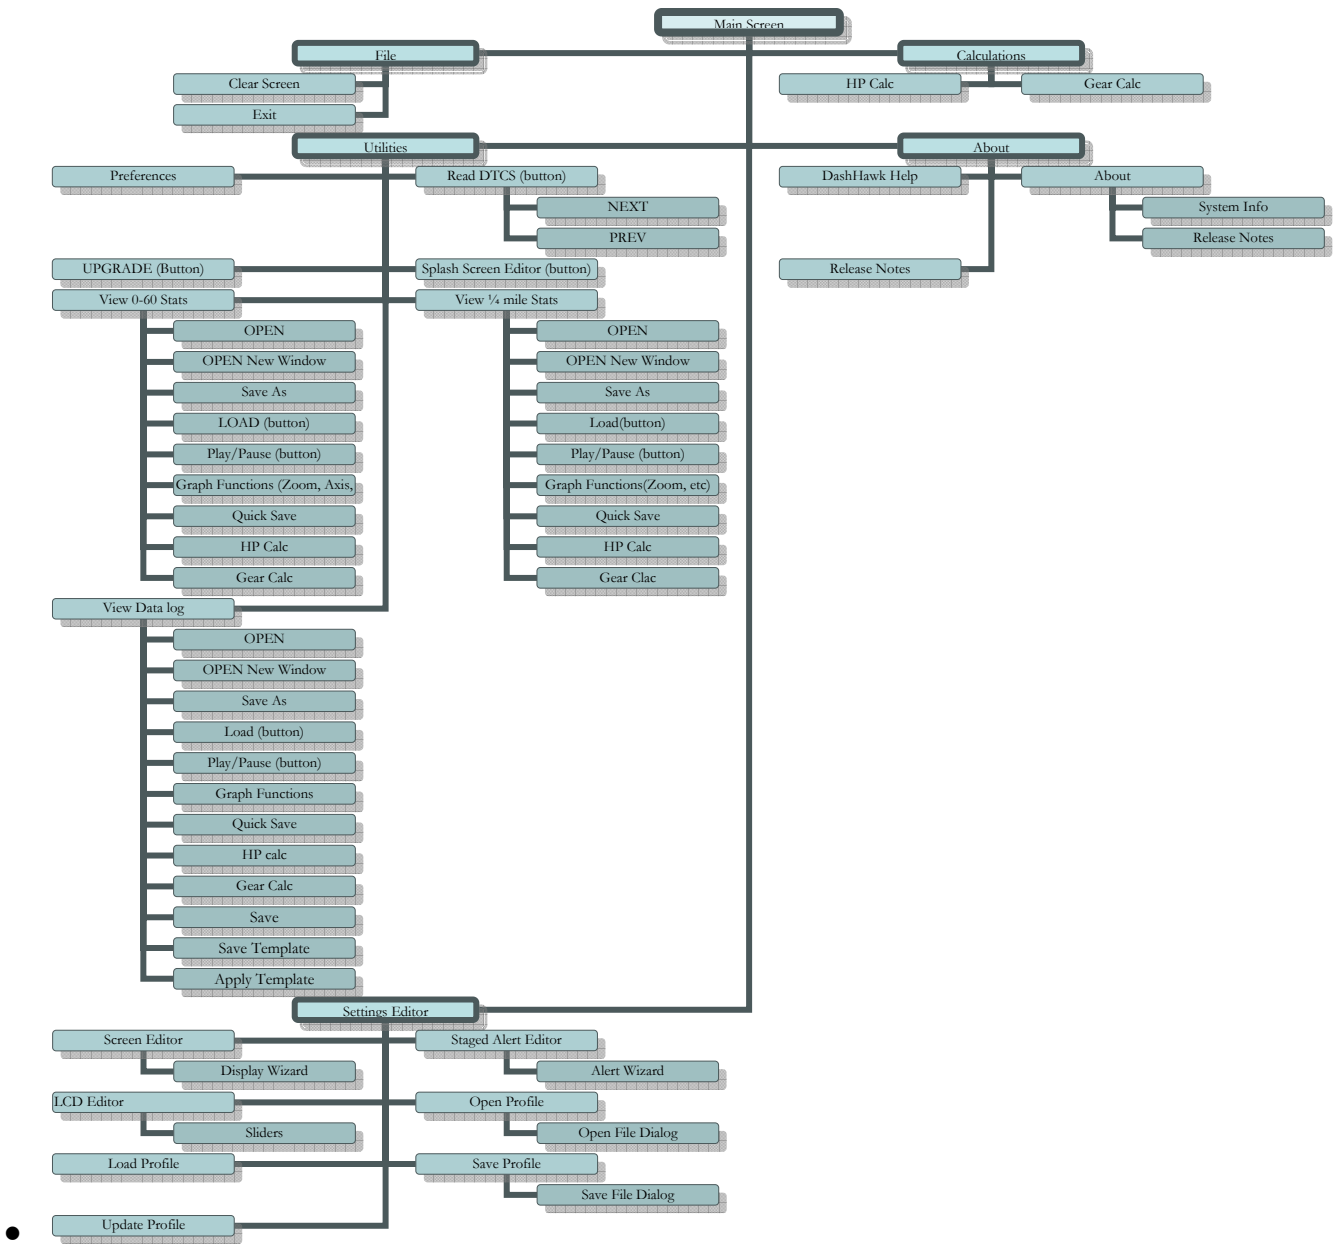 Main Screen
File
Calculations
Clear Screen
HP Calc
Gear Calc
Exit
Utilities
About
Preferences
Read DTCS (button)
DashHawk Help
About
NEXT
System Info
PREV
Release Notes
UPGRADE (Button)
Splash Screen Editor (button)
Release Notes
View 0-60 Stats
View ¼ mile Stats
OPEN
OPEN
OPEN New Window
OPEN New Window
Save As
Save As
LOAD (button)
Load(button)
Play/Pause (button)
Play/Pause (button)
Graph Functions (Zoom, Axis,
Graph Functions(Zoom, etc)
Quick Save
Quick Save
HP Calc
HP Calc
Gear Calc
Gear Clac
View Data log
OPEN
OPEN New Window
Save As
Load (button)
Play/Pause (button)
Graph Functions
Quick Save
HP calc
Gear Calc
Save
Save Template
Apply Template
Settings Editor
Screen Editor
Staged Alert Editor
Display Wizard
Alert Wizard
LCD Editor
Open Profile
Sliders
Open File Dialog
Load Profile
Save Profile
Save File Dialog
Update Profile